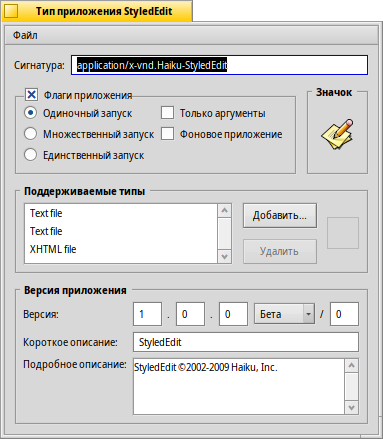 Тип приложения StyledEdit
Файл
Сигнатура: application/x-vnd.Haiku-StyledEdit
Флаги приложения
Значок
Одиночный запуск
Только аргументы
Множественный запуск
Фоновое приложение
Единственный запуск
Поддерживаемые типы
Text file
Text file
XHTML file
Добавить...
Удалить
Версия приложения
Версия: 1 . 0 . 0 Бета / 0
Короткое описание: StyledEdit
Подробное описание: StyledEdit ©2002-2009 Haiku, Inc.